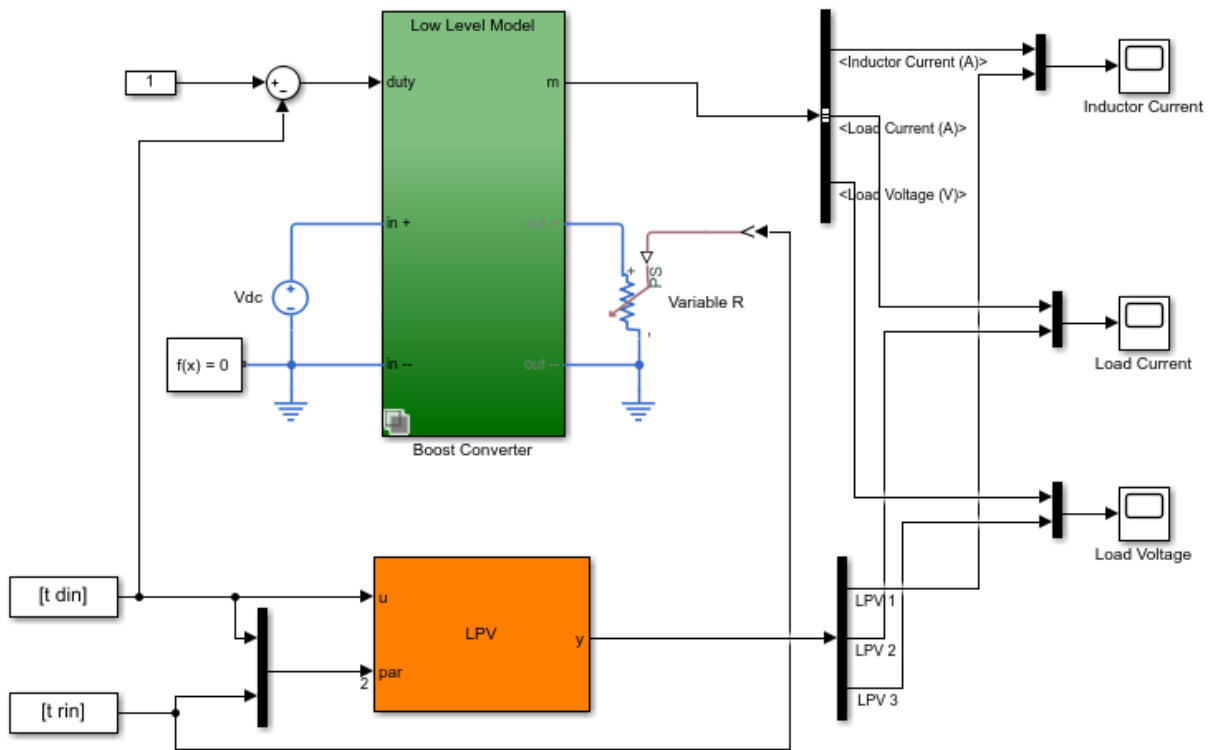 Low Level Model
1
+
−
duty
m
<Inductor Current (A)>
Inductor Current
<Load Current (A)>
<Load Voltage (V)>
in +
out +
Vdc
+
−
+
PS
-
Variable R
f(x) = 0
in --
out --
Load Current
Boost Converter
Load Voltage
[t din]
u
LPV
y
par
2
[t rin]
LPV 1
LPV 2
LPV 3